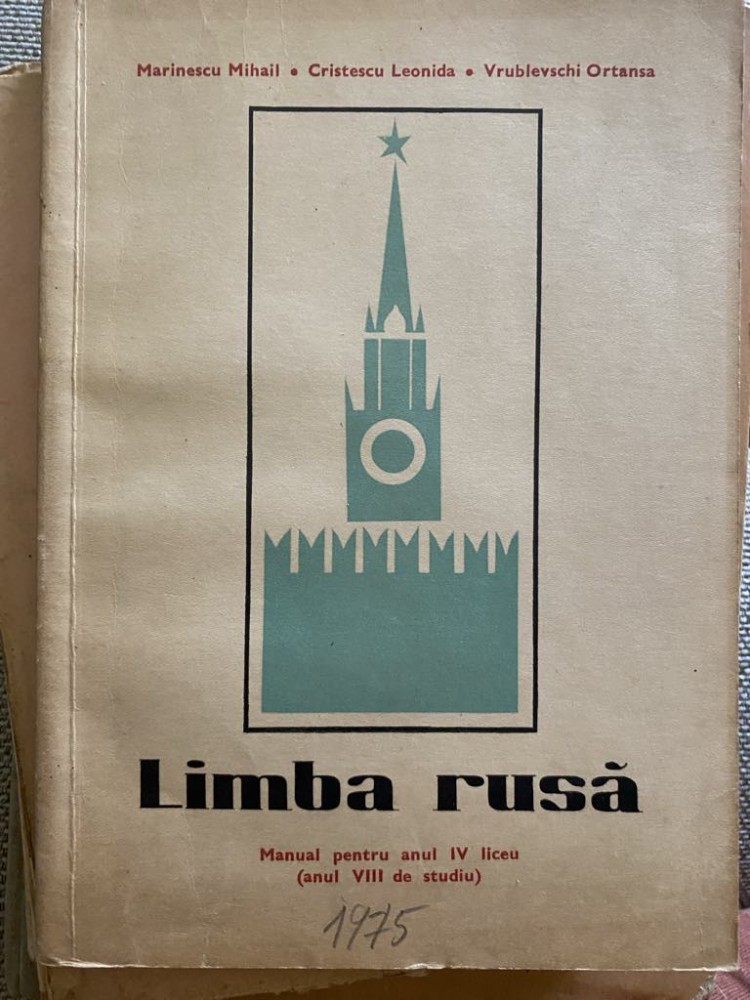 Marinescu Mihail • Cristescu Leonida • Vrublevschi Ortansa
Limba rusă
Manual pentru anul IV liceu
(anul VIII de studiu)
1975